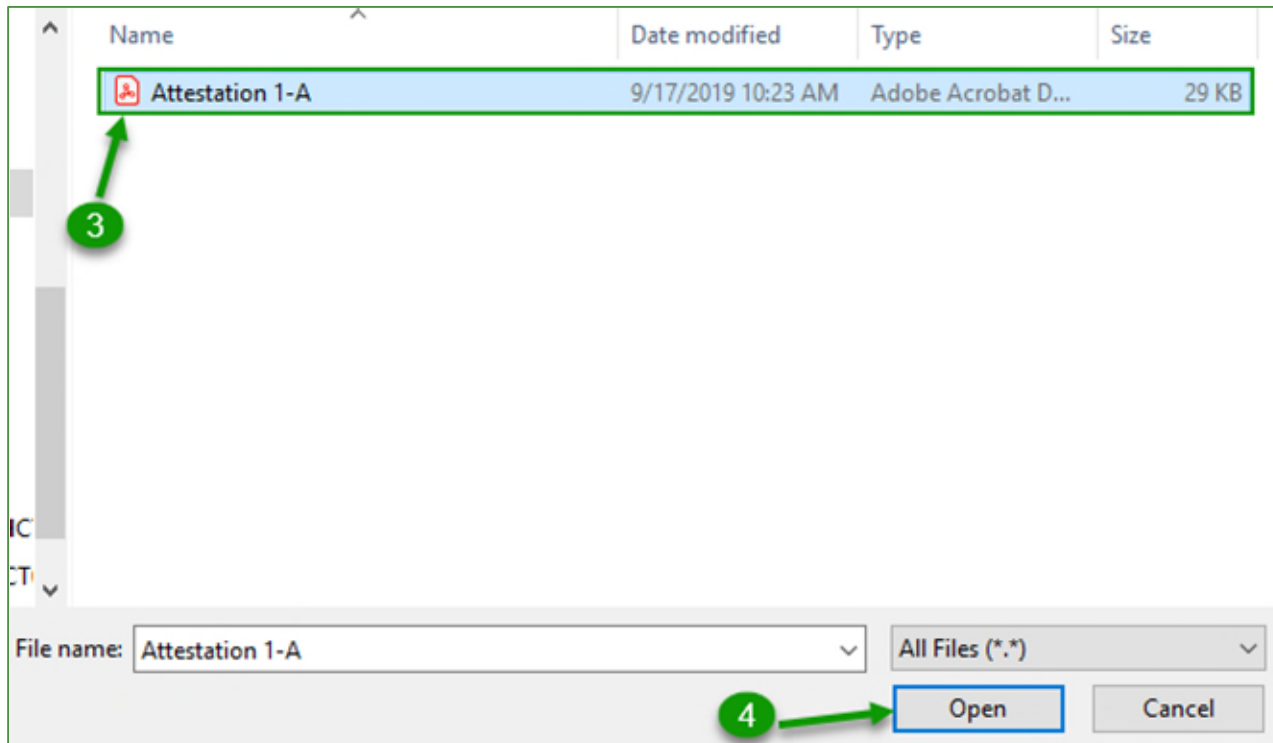 Name Date modified Type Size
Attestation 1-A 9/17/2019 10:23 AM Adobe Acrobat D... 29 KB
3
File name: Attestation 1-A All Files (*.*)
4 Open Cancel